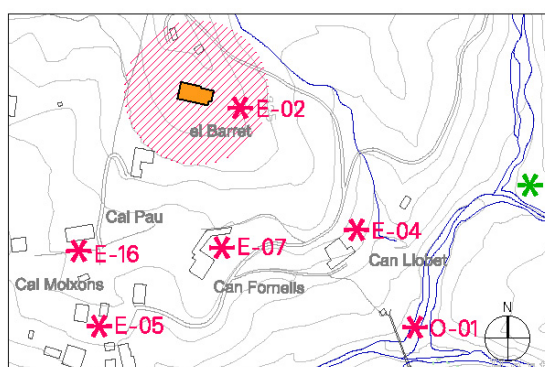 E-02
el Barret
Cal Pau
E-04
E-07
E-16
Can Llobet
Cal Moixons
Can Fornells
E-05
O-01
N